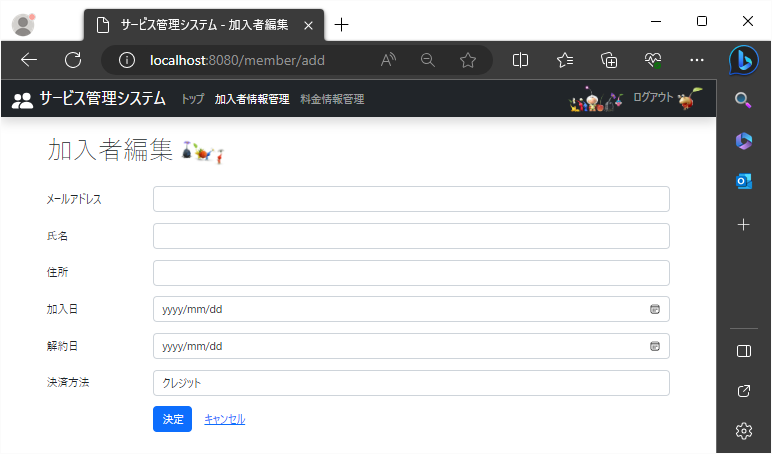 サービス管理システム - 加入者編集
localhost:8080/member/add
サービス管理システム トップ 加入者情報管理 料金情報管理 ログアウト
加入者編集
メールアドレス
氏名
住所
加入日 yyyy/mm/dd
解約日 yyyy/mm/dd
決済方法 クレジット
決定 キャンセル